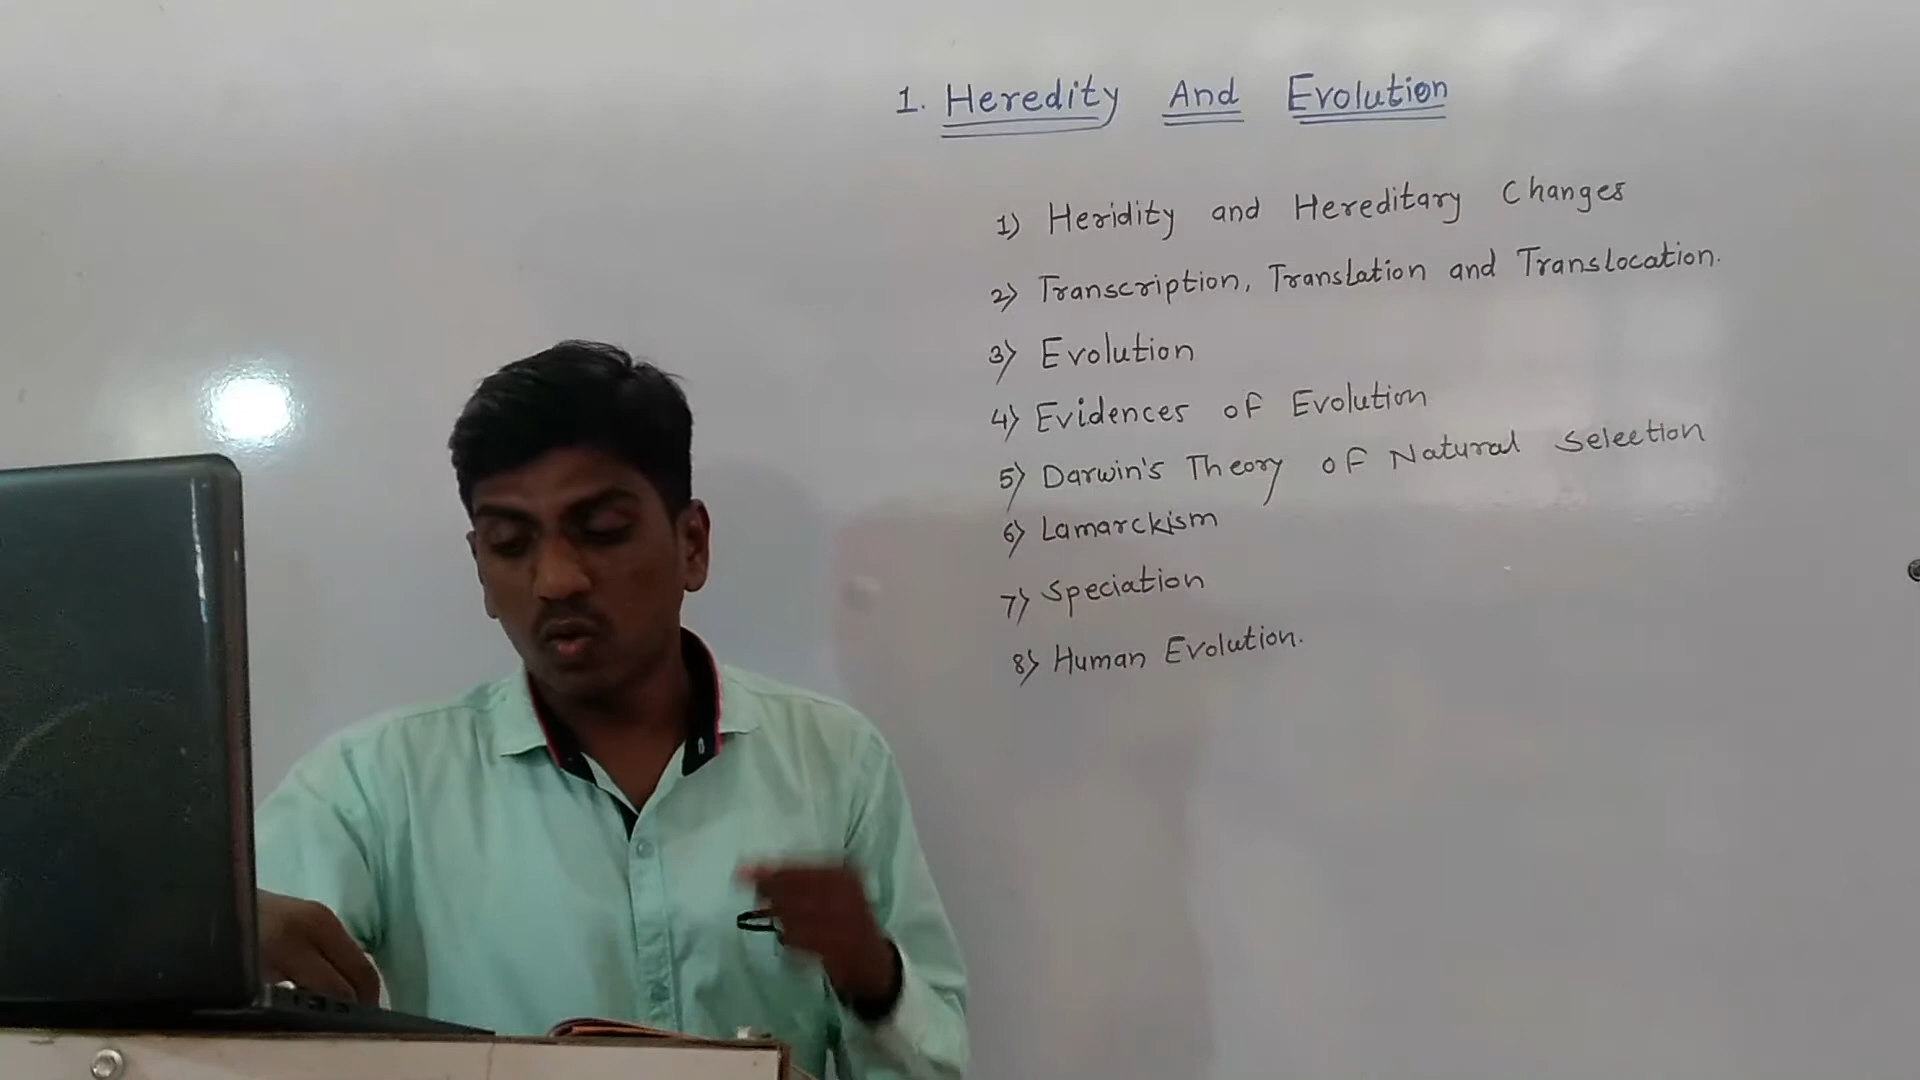 1. Heredity And Evolution
1) Heridity and Hereditary Changes
2) Transcription, Translation and Translocation.
3) Evolution
4) Evidences of Evolution
5) Darwin's Theory of Natural Selection
6) Lamarckism
7) Speciation
8) Human Evolution.